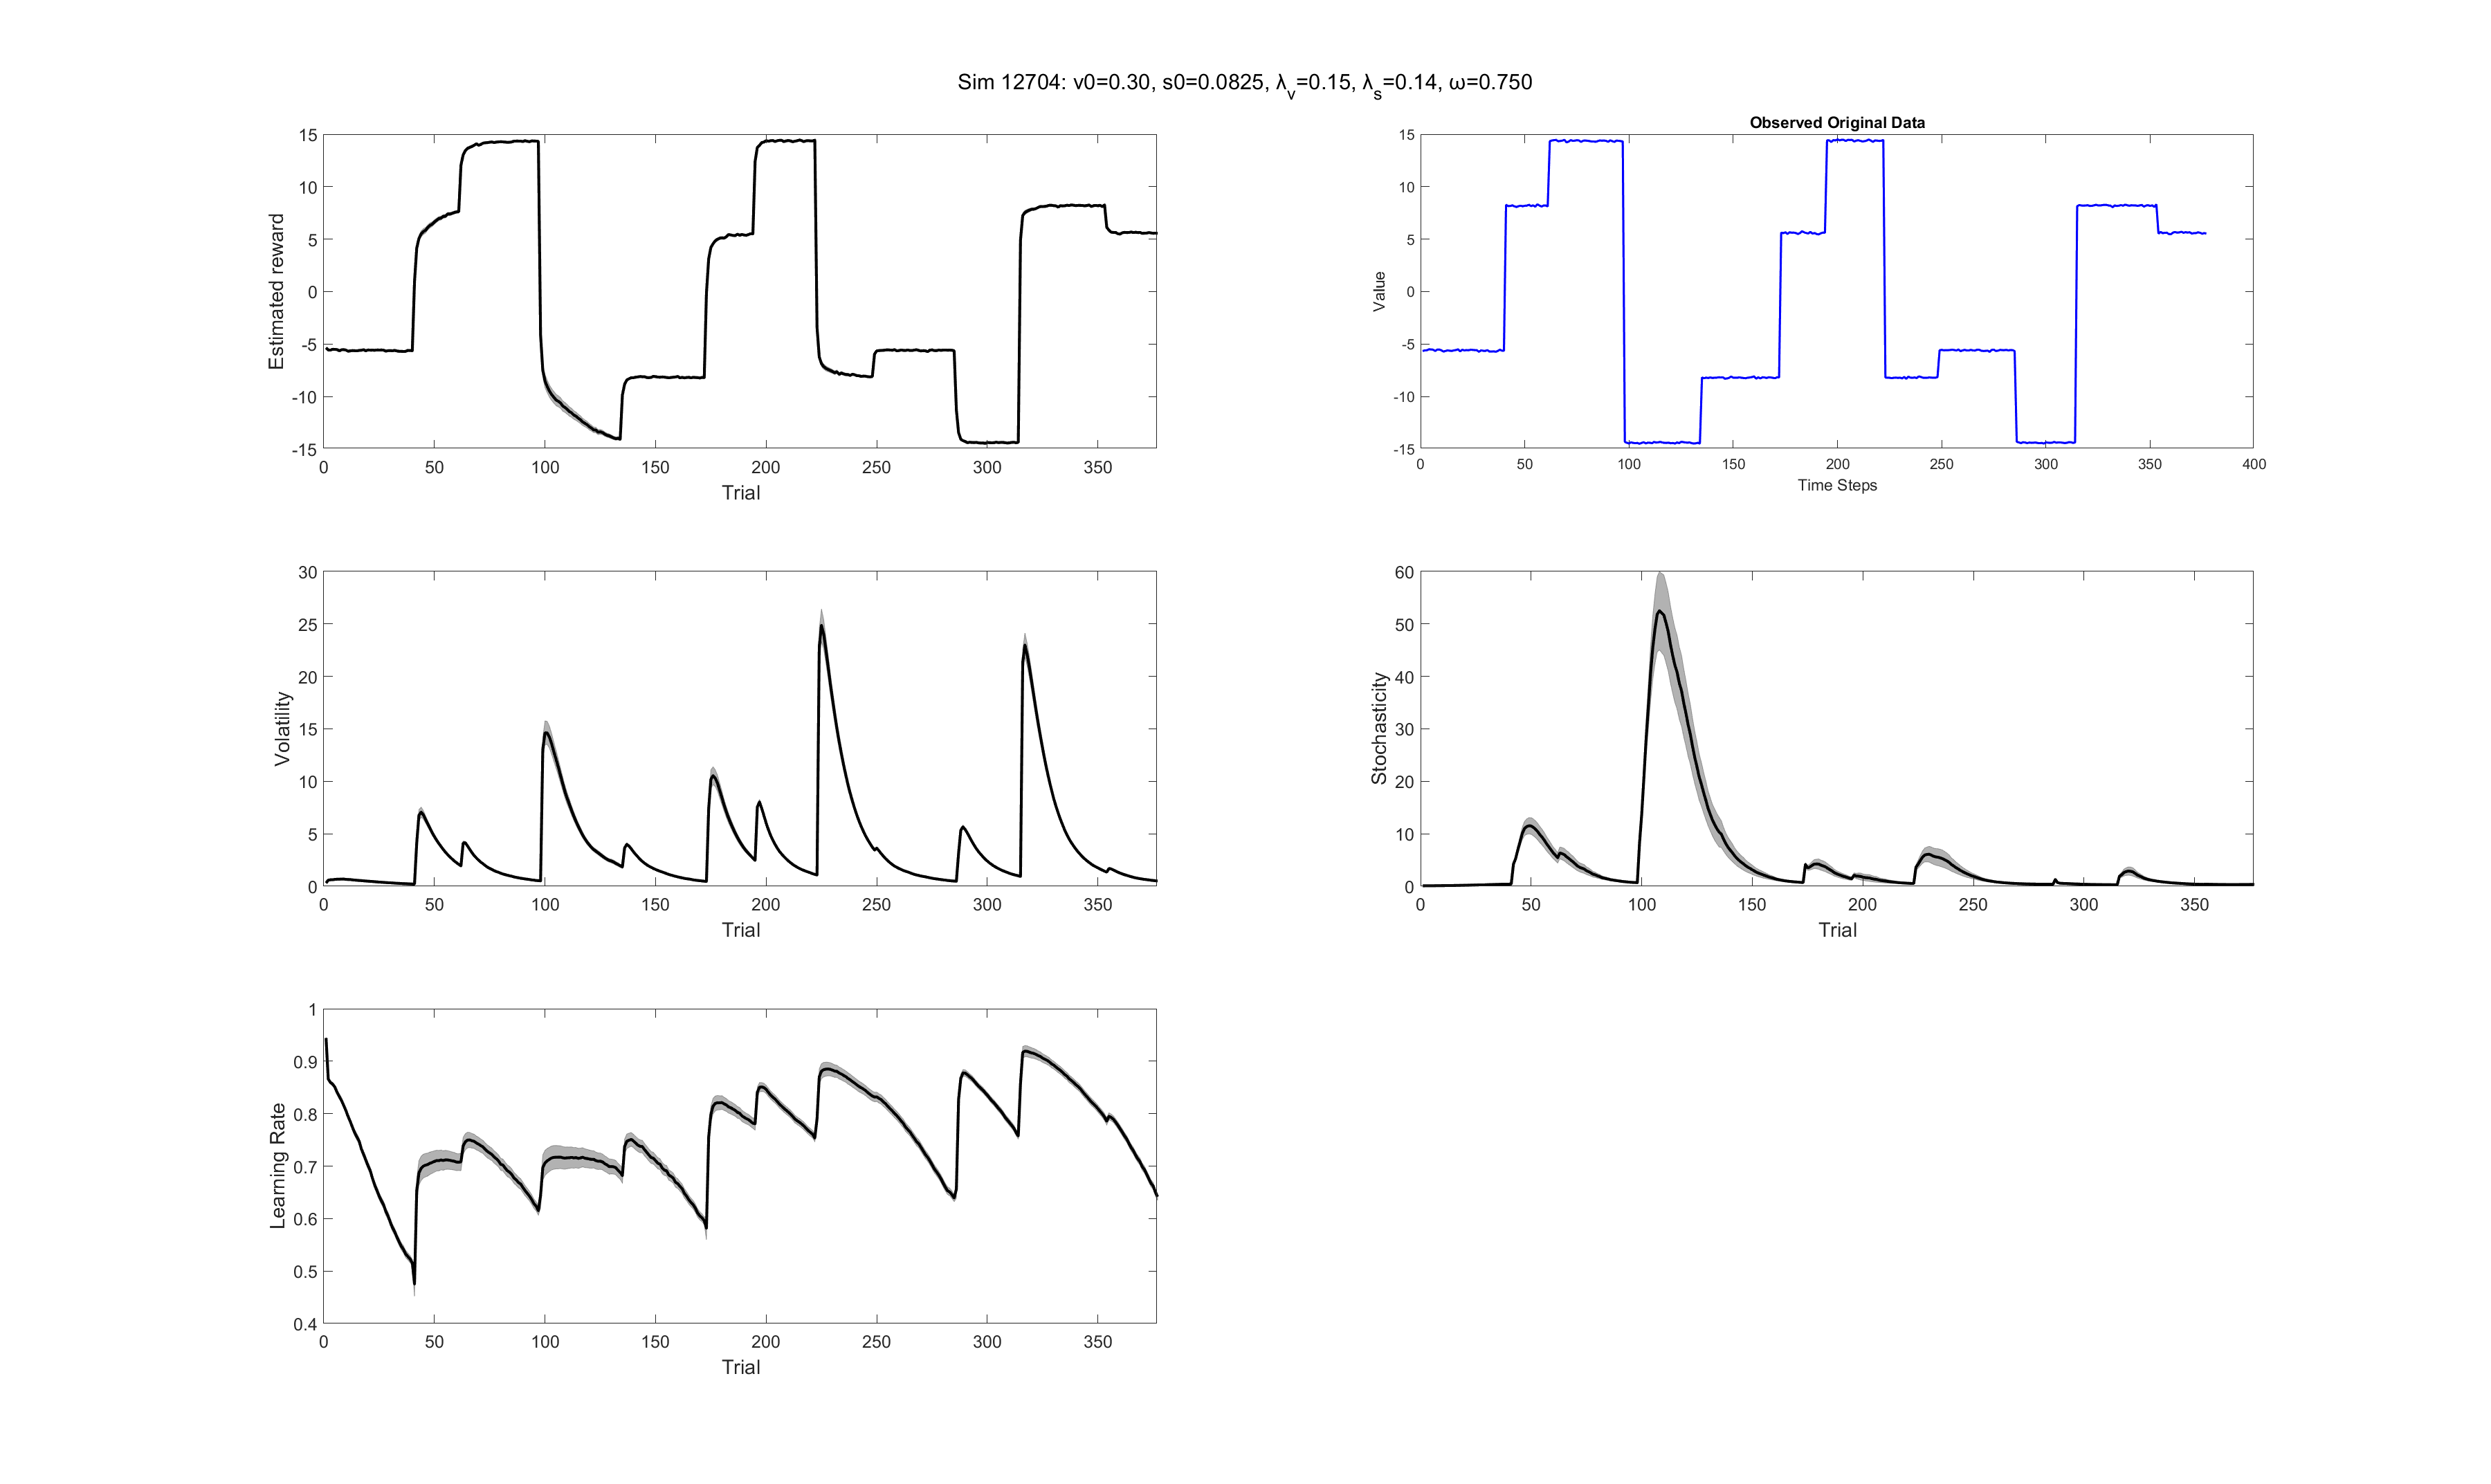 Sim 12704: v0=0.30, s0=0.0825, λv=0.15, λs=0.14, ω=0.750
Estimated reward
15
10
5
0
-5
-10
-15
0 50 100 150 200 250 300 350
Trial
Observed Original Data
Value
15
10
5
0
-5
-10
-15
0 50 100 150 200 250 300 350 400
Time Steps
Volatility
30
25
20
15
10
5
0
0 50 100 150 200 250 300 350
Trial
Stochasticity
60
50
40
30
20
10
0
0 50 100 150 200 250 300 350
Trial
Learning Rate
1
0.9
0.8
0.7
0.6
0.5
0.4
0 50 100 150 200 250 300 350
Trial